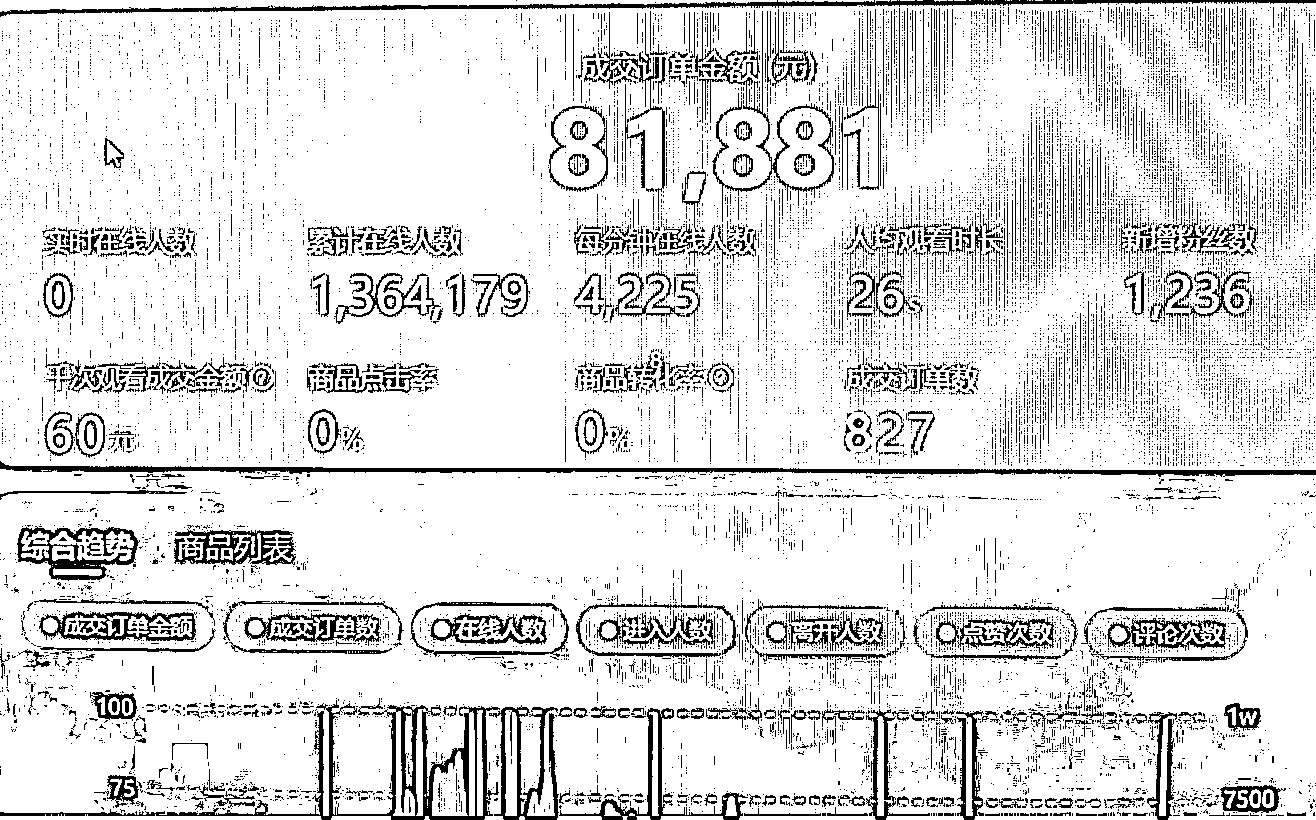 成交订单金额 (元)
81,881
实时在线人数 累计在线人数 每分钟在线人数 人均观看时长 新增粉丝数
0 1,364,179 4,225 26s 1,236
千次观看成交金额 商品点击率 商品转化率 成交订单数
60元 0% 0% 827
综合趋势 商品列表
成交订单金额 成交订单数 在线人数 进入人数 离开人数 点赞次数 评论次数
100 1w
75 7500